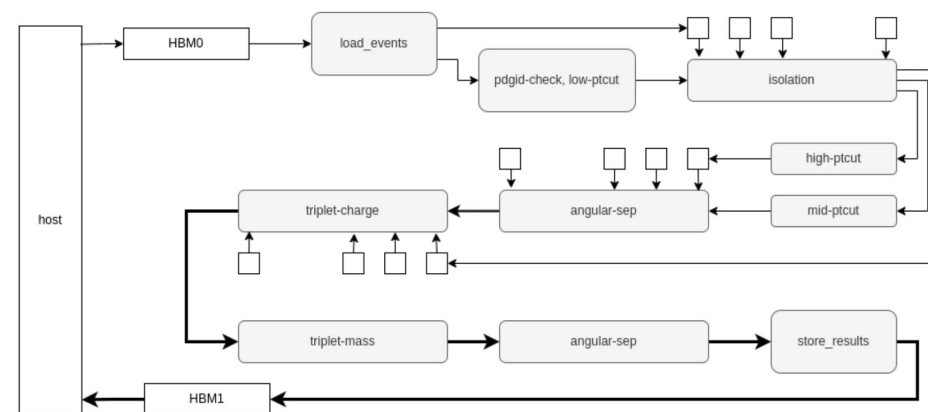 HBM0
load_events
pdgid-check, low-ptcut
isolation
high-ptcut
host
triplet-charge
angular-sep
mid-ptcut
triplet-mass
angular-sep
store_results
HBM1